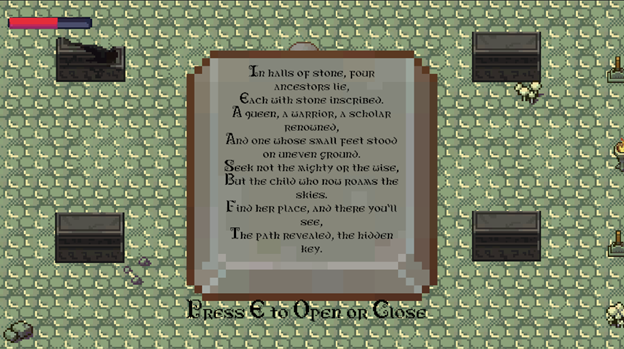 In halls of stone, four
ancestors lie,
Each with stone inscribed.
A queen, a warrior, a scholar
renowned,
And one whose small feet stood
on uneven ground.
Seek not the mighty or the wise,
But the child who now roams the
skies.
Find her place, and there you'll
see,
The path revealed, the hidden
key.
Press E to Open or Close